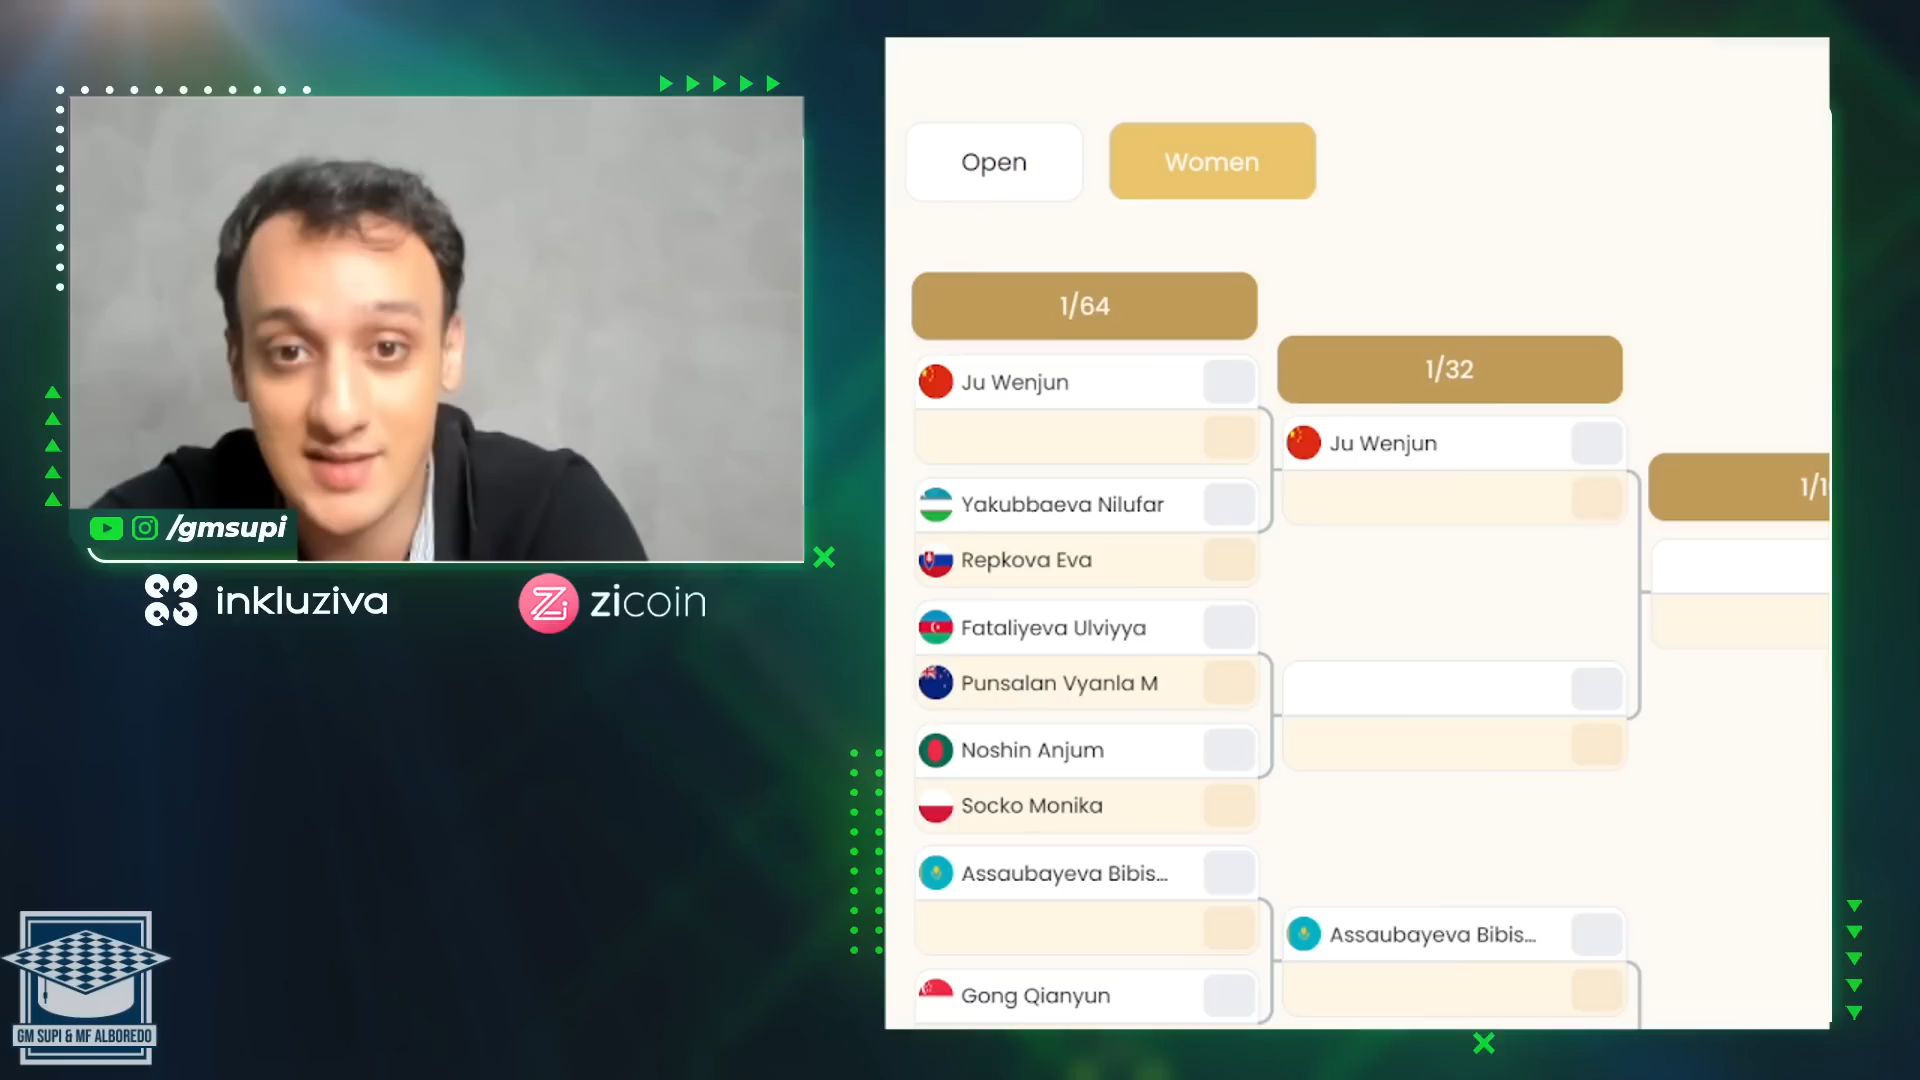 /gmsupi
inkluziva
zicoin
GM SUPI & MF ALBOREDO
Open
Women
1/64
Ju Wenjun
Yakubbaeva Nilufar
Repkova Eva
Fataliyeva Ulviyya
Punsalan Vyanla M
Noshin Anjum
Socko Monika
Assaubayeva Bibis...
Gong Qianyun
1/32
Ju Wenjun
Assaubayeva Bibis...